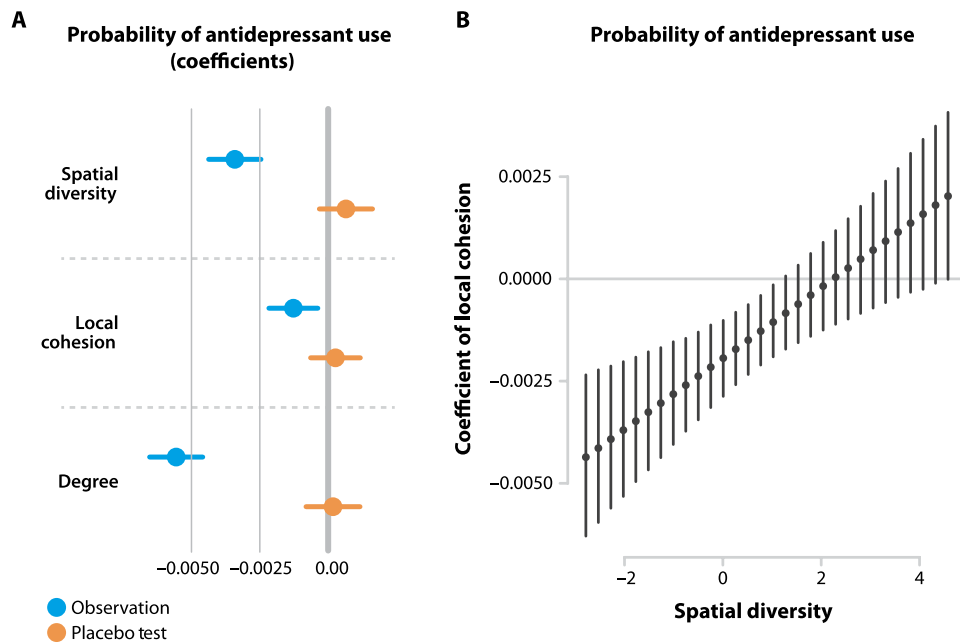 A
Probability of antidepressant use
(coefficients)
Spatial
diversity
Local
cohesion
Degree
−0.0050
−0.0025
0.00
Observation
Placebo test
B
Probability of antidepressant use
Coefficient of local cohesion
0.0025
0.0000
−0.0025
−0.0050
−2
0
2
4
Spatial diversity